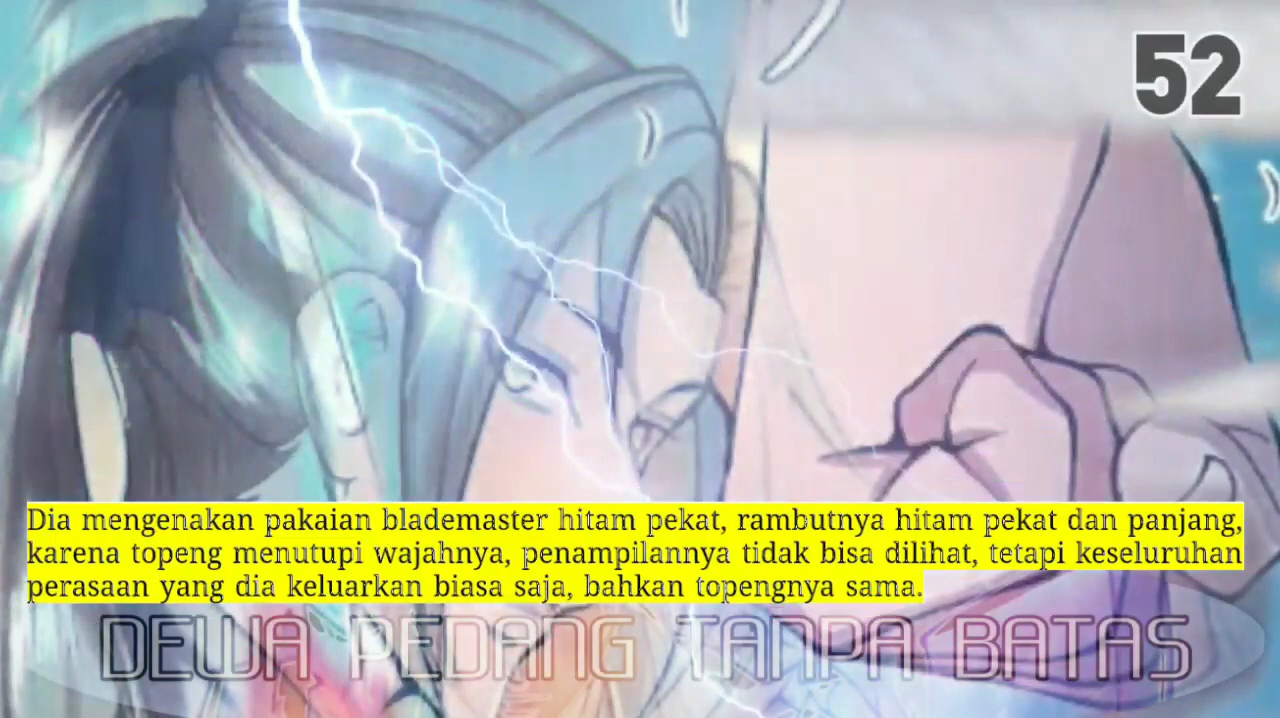 52
Dia mengenakan pakaian blademaster hitam pekat, rambutnya hitam pekat dan panjang,
karena topeng menutupi wajahnya, penampilannya tidak bisa dilihat, tetapi keseluruhan
perasaan yang dia keluarkan biasa saja, bahkan topengnya sama.
DEWA PEDANG TANPA BATAS